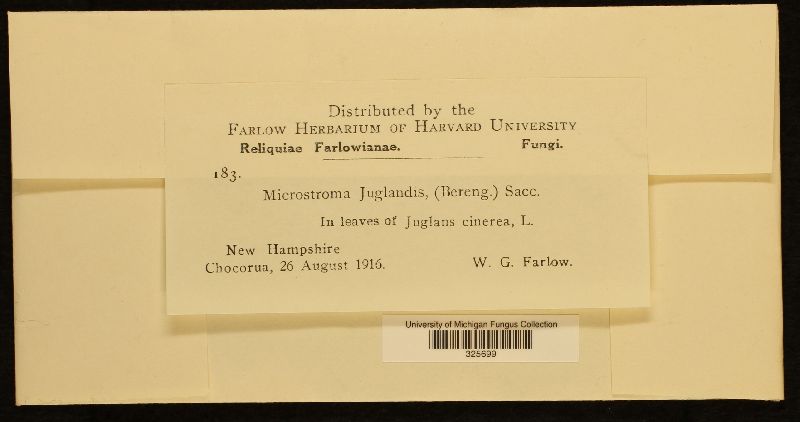 Distributed by the
FARLOW HERBARIUM OF HARVARD UNIVERSITY
Reliquiae Farlowianae. Fungi.
183.
Microstroma Juglandis, (Bereng.) Sacc.
In leaves of Juglans cinerea, L.
New Hampshire
Chocorua, 26 August 1916. W. G. Farlow.
University of Michigan Fungus Collection
325699